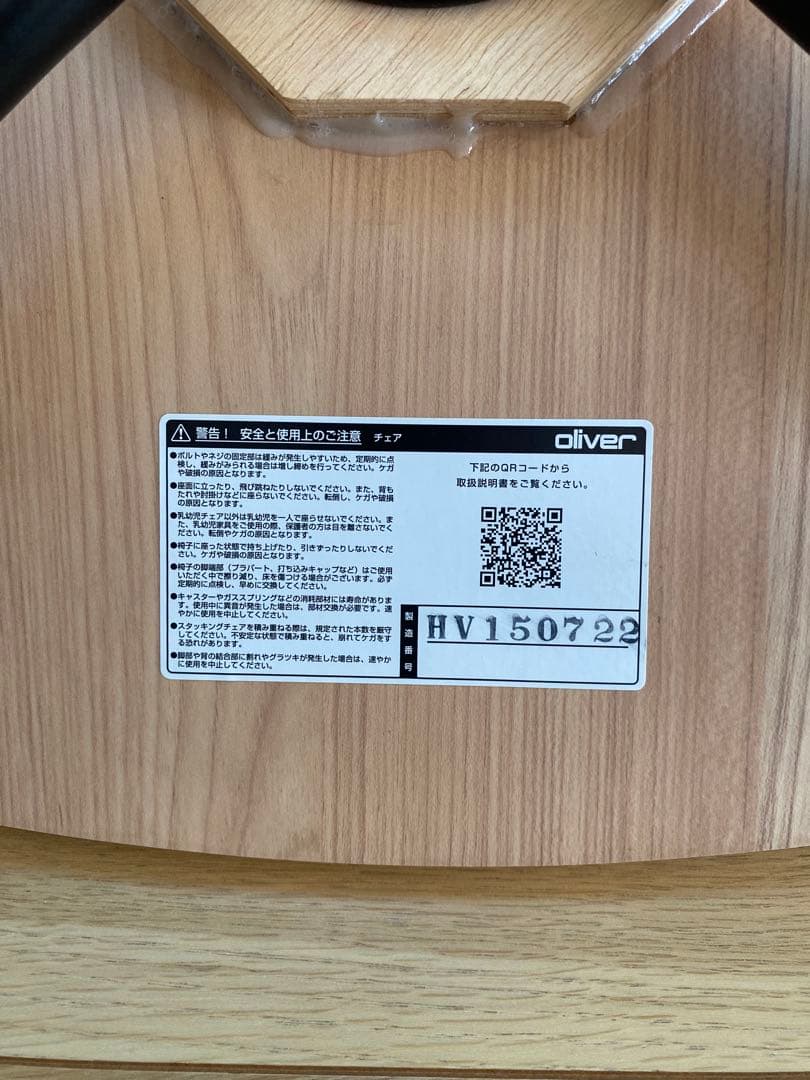 警告！ 安全と使用上のご注意 チェア
oliver
●ボルトやネジの固定部は緩みが発生しやすいため、定期的に点
検し、緩みがみられる場合は増し締めを行ってください。ケガ
や破損の原因となります。
●座面に立ったり、飛び跳ねたりしないでください。また、背も
たれや肘掛けなどに座らないでください。転倒し、ケガや破損
の原因となります。
●乳幼児チェア以外は乳幼児を一人で座らせないでください。ま
た、乳幼児家具をご使用の際、保護者の方は目を離さないでく
ださい。転倒やケガの原因となります。
●椅子に座った状態で持ち上げたり、引きずったりしないでくだ
さい。ケガや破損の原因となります。
●椅子の脚端部（プラパート、打ち込みキャップなど）はご使用
いただく中で擦り減り、床を傷つける場合がございます。必ず
定期的に点検し、早めに交換してください。
●キャスターやガススプリングなどの消耗部材には寿命がありま
す。使用中に異音が発生した場合は、部材交換が必要です。速
やかに使用を中止してください。
●スタッキングチェアを積み重ねる際は、規定された本数を厳守
してください。不安定な状態で積み重ねると、崩れてケガをす
る恐れがあります。
●脚部や背の結合部に割れやグラツキが発生した場合は、速やか
に使用を中止してください。
下記のQRコードから
取扱説明書をご覧ください。
製造番号
HV150722